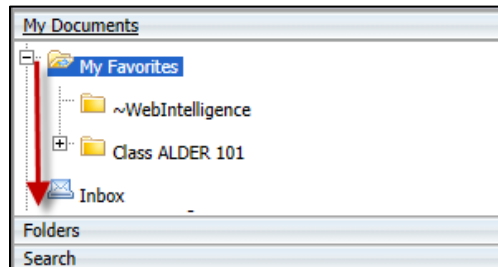 My Documents
My Favorites
~WebIntelligence
Class ALDER 101
Inbox
Folders
Search